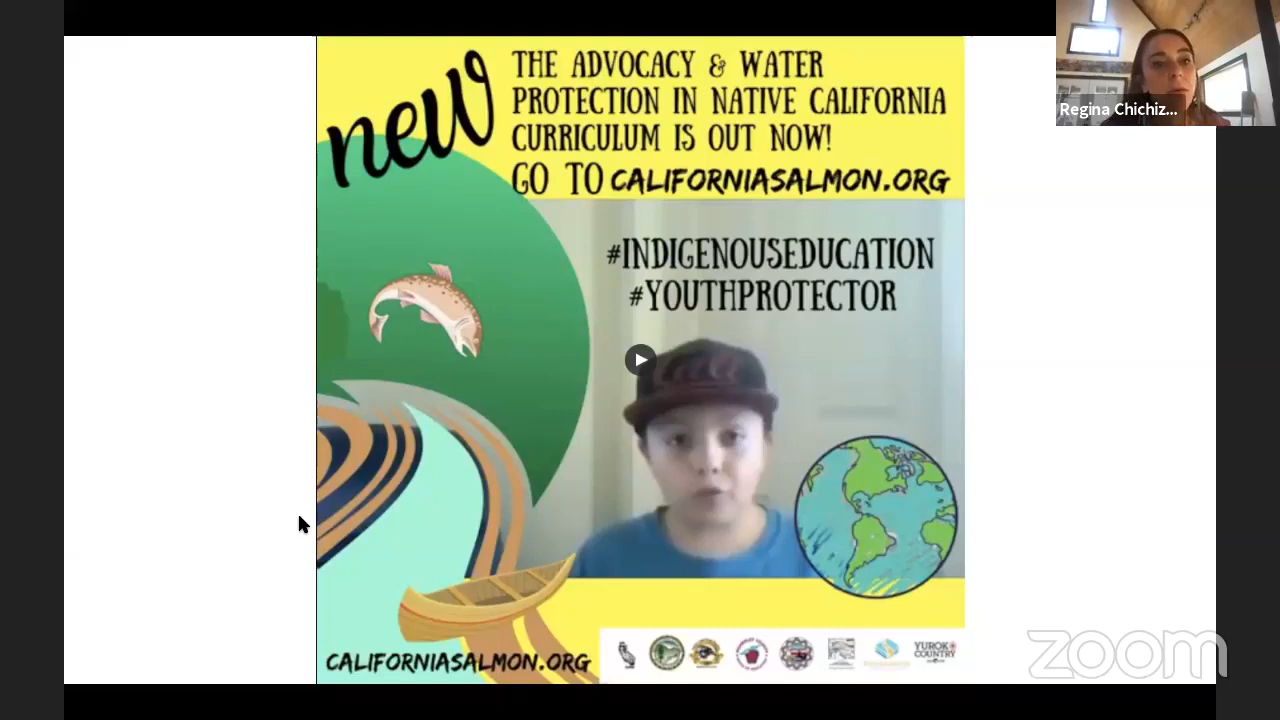 new
THE ADVOCACY & WATER
PROTECTION IN NATIVE CALIFORNIA
CURRICULUM IS OUT NOW!
GO TO CALIFORNIASALMON.ORG
#INDIGENOUSEDUCATION
#YOUTHPROTECTOR
CALIFORNIASALMON.ORG
YUROK
COUNTRY
Regina Chichiz...
zoom